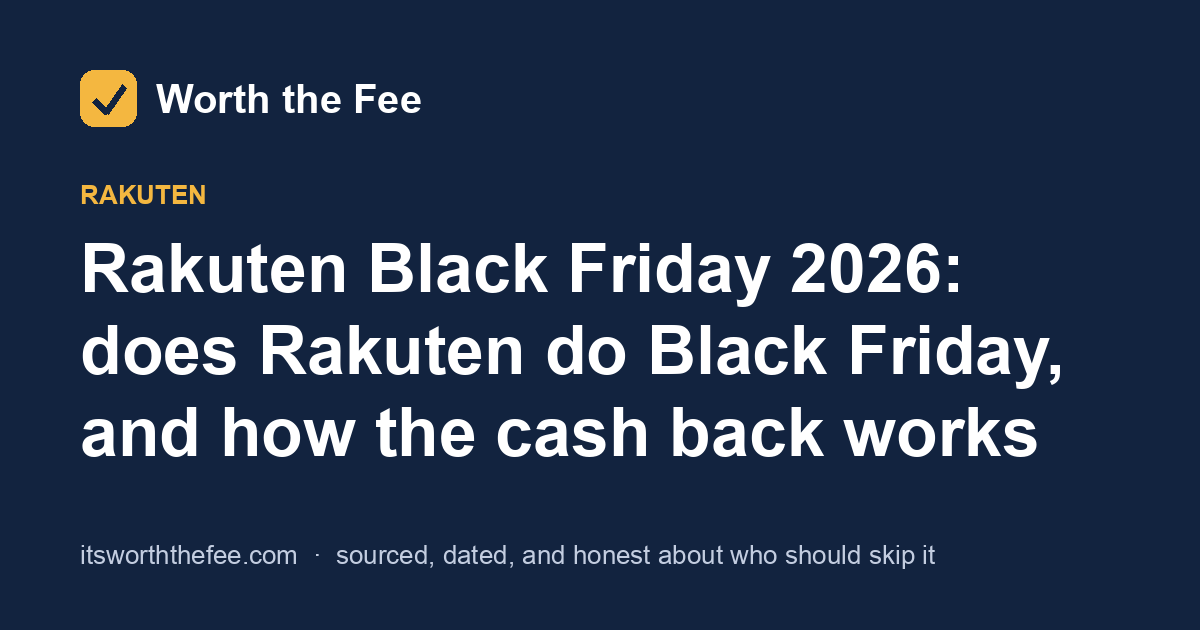 Worth the Fee
RAKUTEN
Rakuten Black Friday 2026:
does Rakuten do Black Friday,
and how the cash back works
itsworththefee.com · sourced, dated, and honest about who should skip it